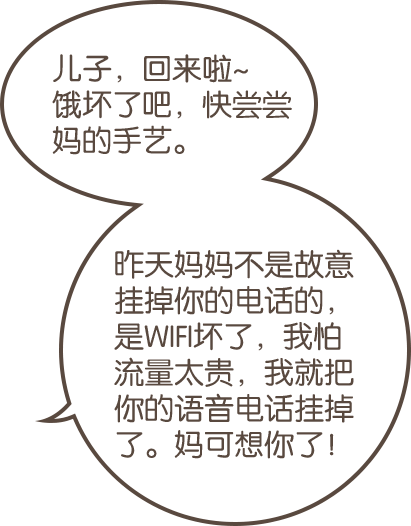 儿子，回来啦~
饿坏了吧，快尝尝
妈的手艺。
昨天妈妈不是故意
挂掉你的电话的，
是WIFI坏了，我怕
流量太贵，我就把
你的语音电话挂掉
了。妈可想你了！